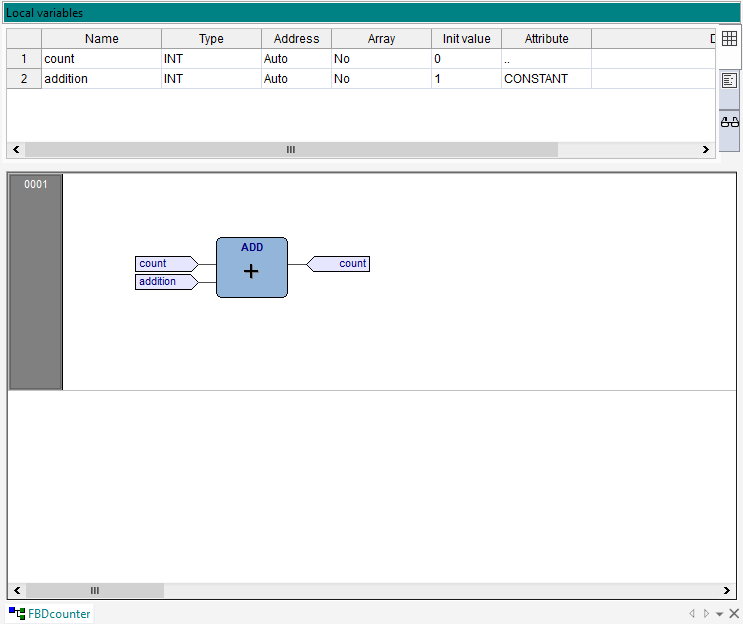 Local variables
Name Type Address Array Init value Attribute D
1 count INT Auto No 0 ..
2 addition INT Auto No 1 CONSTANT
0001
ADD
count + count
addition
FBDcounter